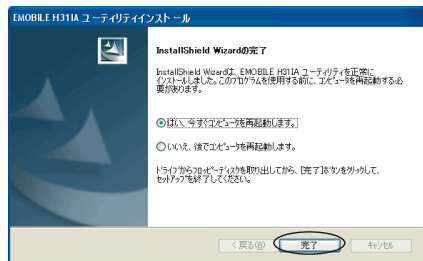 EMOBILE H31IA ユーティリティインストール
InstallShield Wizardの完了
InstallShield Wizardは、EMOBILE H31IA ユーティリティを正常に
インストールしました。このプログラムを使用する前に、コンピュータを再起動する必
要があります。
はい、今すぐコンピュータを再起動します。
いいえ、後でコンピュータを再起動します。
ドライブからフロッピーディスクを取り出してから、[完了]ボタンをクリックして、
セットアップを終了してください。
< 戻る(B)
完了
キャンセル